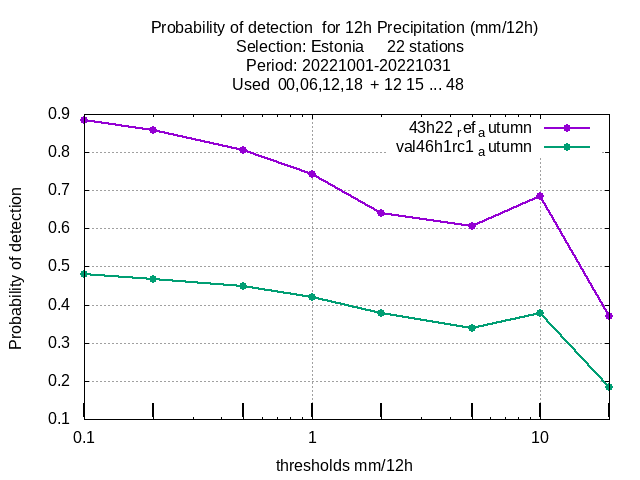 Probability of detection  for 12h Precipitation (mm/12h)
Selection: Estonia     22 stations
Period: 20221001-20221031
Used  00,06,12,18  + 12 15 ... 48
43h22_ref_autumn
val46h1rc1_autumn
0.9
0.8
0.7
0.6
0.5
0.4
0.3
0.2
0.1
Probability of detection
0.1 1 10
thresholds mm/12h